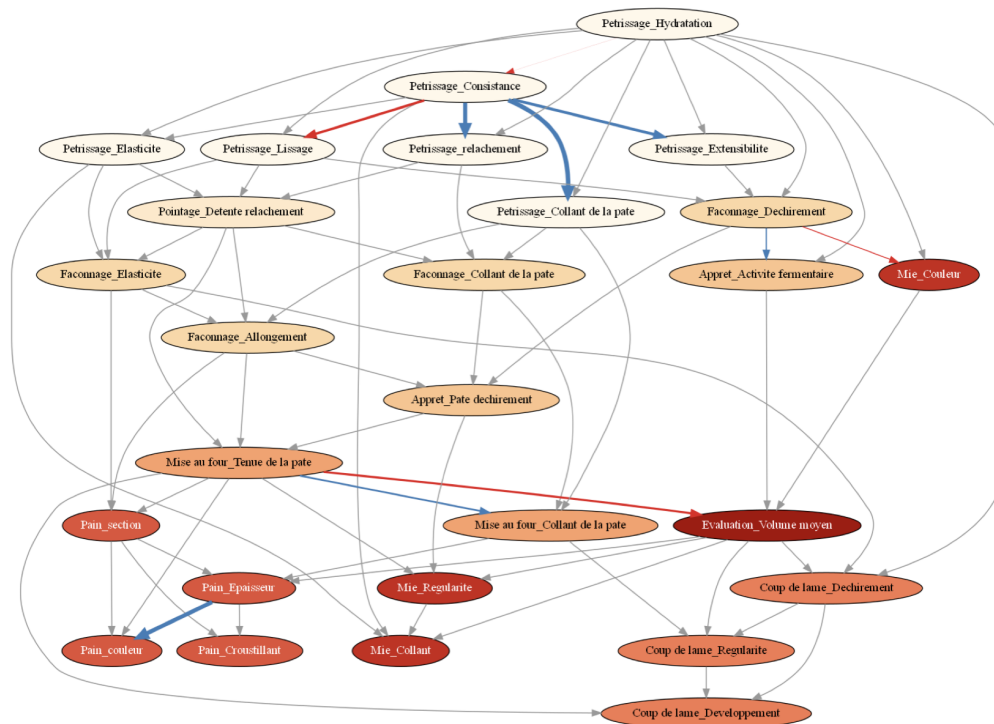 Petrissage_Hydratation
Petrissage_Consistance
Petrissage_Elasticite
Petrissage_Lissage
Petrissage_relachement
Petrissage_Extensibilite
Pointage_Detente relachement
Petrissage_Collant de la pate
Façonnage_Dechirement
Faconnage_Elasticite
Faconnage_Collant de la pate
Appret_Activite fermentaire
Mie_Couleur
Faconnage_Allongement
Appret_Pate dechirement
Mise au four_Tenue de la pate
Pain_section
Mise au four_Collant de la pate
Evaluation_Volume moyen
Pain_Epaisseur
Mie_Regularite
Coup de lame_Dechirement
Pain_couleur
Pain_Croustillant
Mie_Collant
Coup de lame_Regularite
Coup de lame_Developpement